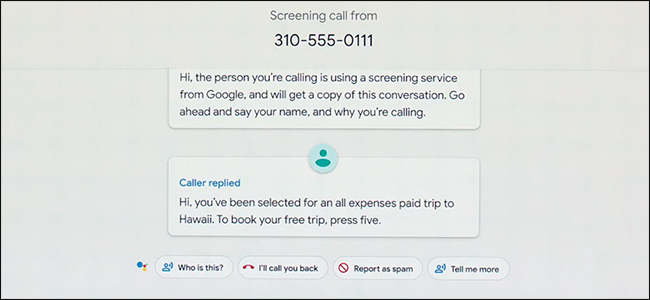 Screening call from
310-555-0111
Hi, the person you're calling is using a screening service
from Google, and will get a copy of this conversation. Go
ahead and say your name, and why you're calling.
Caller replied
Hi, you've been selected for an all expenses paid trip to
Hawaii. To book your free trip, press five.
Who is this?
I'll call you back
Report as spam
Tell me more